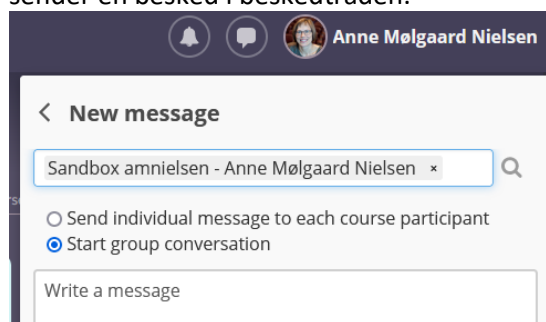 sender en besked i beskedtråden.
Anne Mølgaard Nielsen
New message
Sandbox amnielsen - Anne Mølgaard Nielsen ×
Send individual message to each course participant
Start group conversation
Write a message